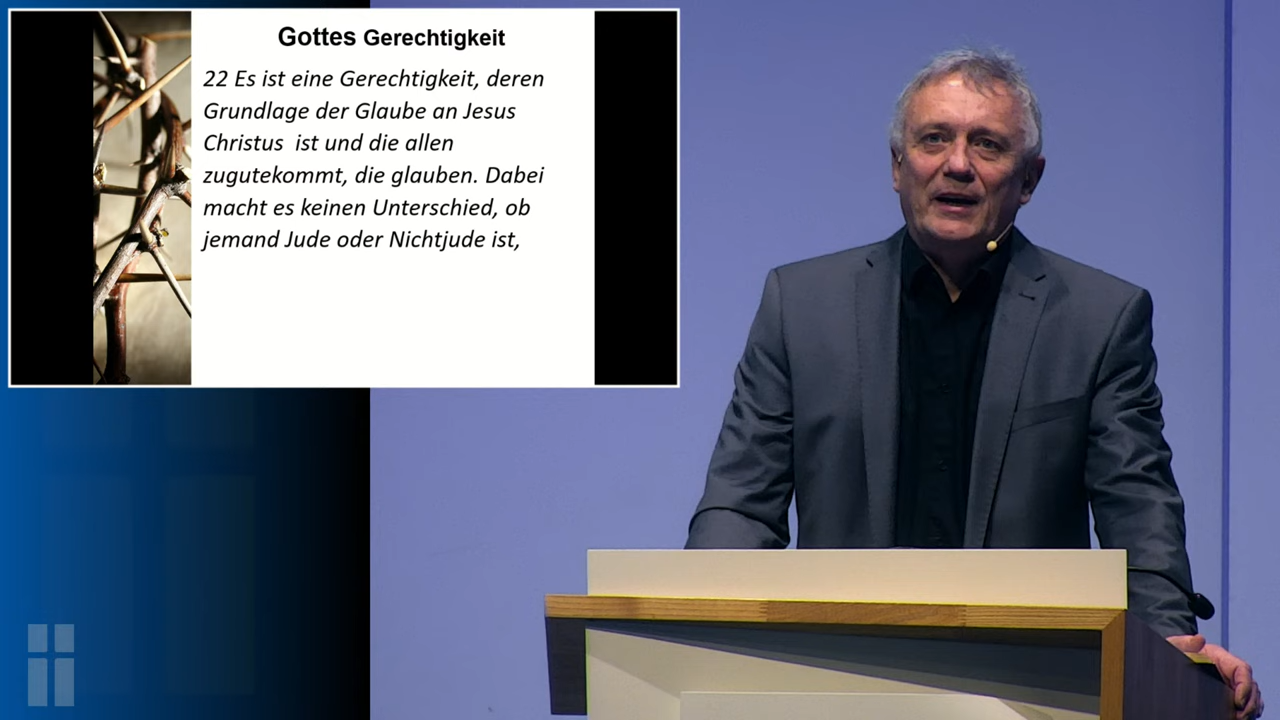 Gottes Gerechtigkeit
22 Es ist eine Gerechtigkeit, deren
Grundlage der Glaube an Jesus
Christus ist und die allen
zugutekommt, die glauben. Dabei
macht es keinen Unterschied, ob
jemand Jude oder Nichtjude ist,